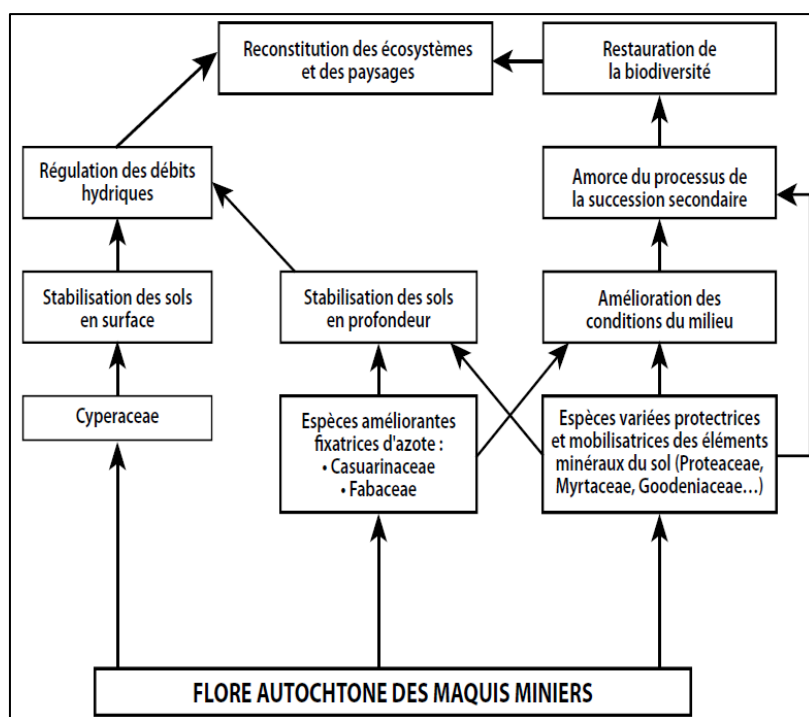 Reconstitution des écosystèmes
et des paysages
Restauration de
la biodiversité
Régulation des débits
hydriques
Amorce du processus de
la succession secondaire
Stabilisation des sols
en surface
Stabilisation des sols
en profondeur
Amélioration des
conditions du milieu
Cyperaceae
Espèces améliorantes
fixatrices d'azote :
• Casuarinaceae
• Fabaceae
Espèces variées protectrices
et mobilisatrices des éléments
minéraux du sol (Proteaceae,
Myrtaceae, Goodeniaceae...)
FLORE AUTOCHTONE DES MAQUIS MINIERS